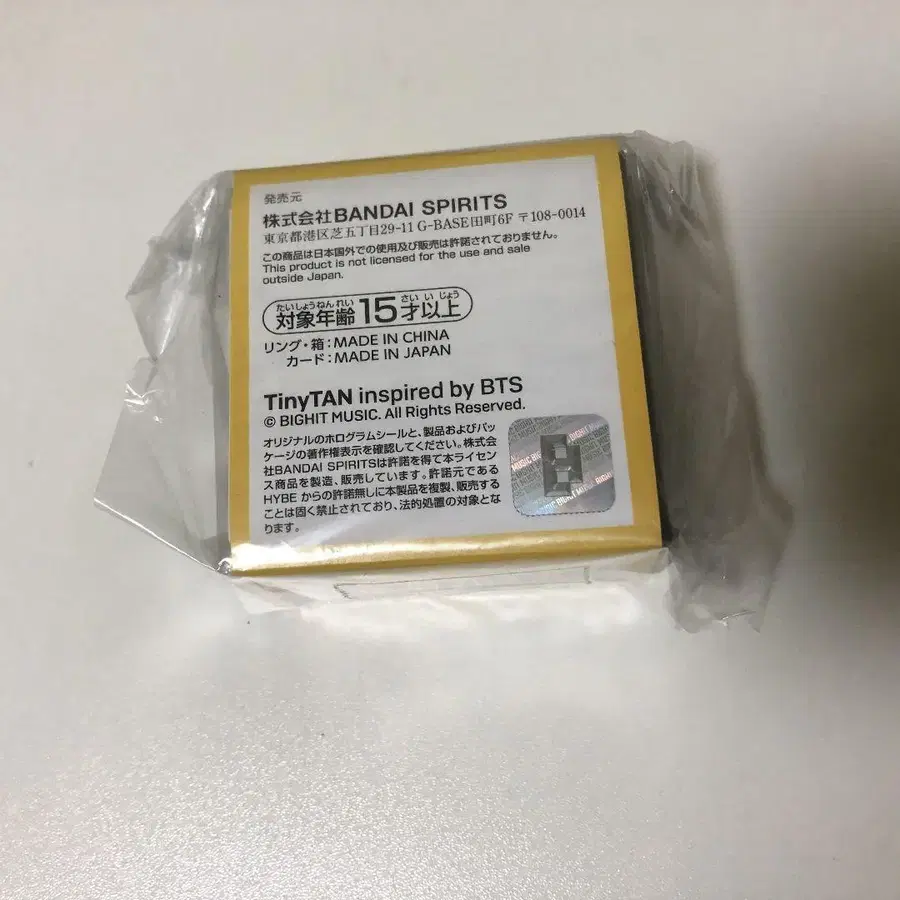 発売元
株式会社BANDAI SPIRITS
東京都港区芝五丁目29-11 G-BASE田町6F 〒108-0014
この商品は日本国外での使用及び販売は許諾されておりません。
This product is not licensed for the use and sale
outside Japan.
たいしょうねんれい さい い じょう
対象年齢15才以上
リング・箱：MADE IN CHINA
カード：MADE IN JAPAN
TinyTAN inspired by BTS
© BIGHIT MUSIC. All Rights Reserved.
オリジナルのホログラムシールと、製品およびパッ
ケージの著作権表示を確認してください。株式会
社BANDAI SPIRITSは許諾を得て本ライセン
ス商品を製造、販売しています。許諾元である
HYBE からの許諾無しに本製品を複製、販売する
ことは固く禁止されており、法的処置の対象とな
ります。